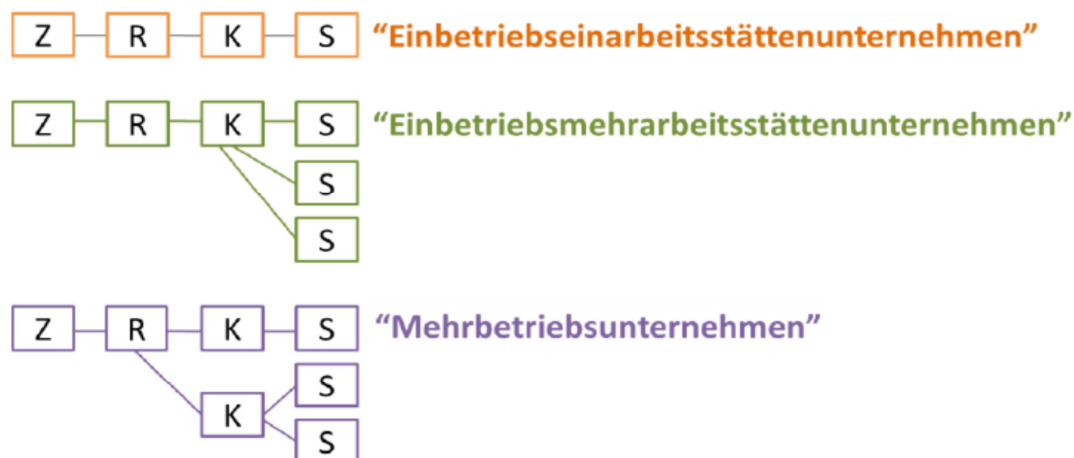 Z R K S “Einbetriebseinarbeitsstättenunternehmen”
Z R K S “Einbetriebsmehrarbeitsstättenunternehmen”
S
S
Z R K S “Mehrbetriebsunternehmen”
S
K
S